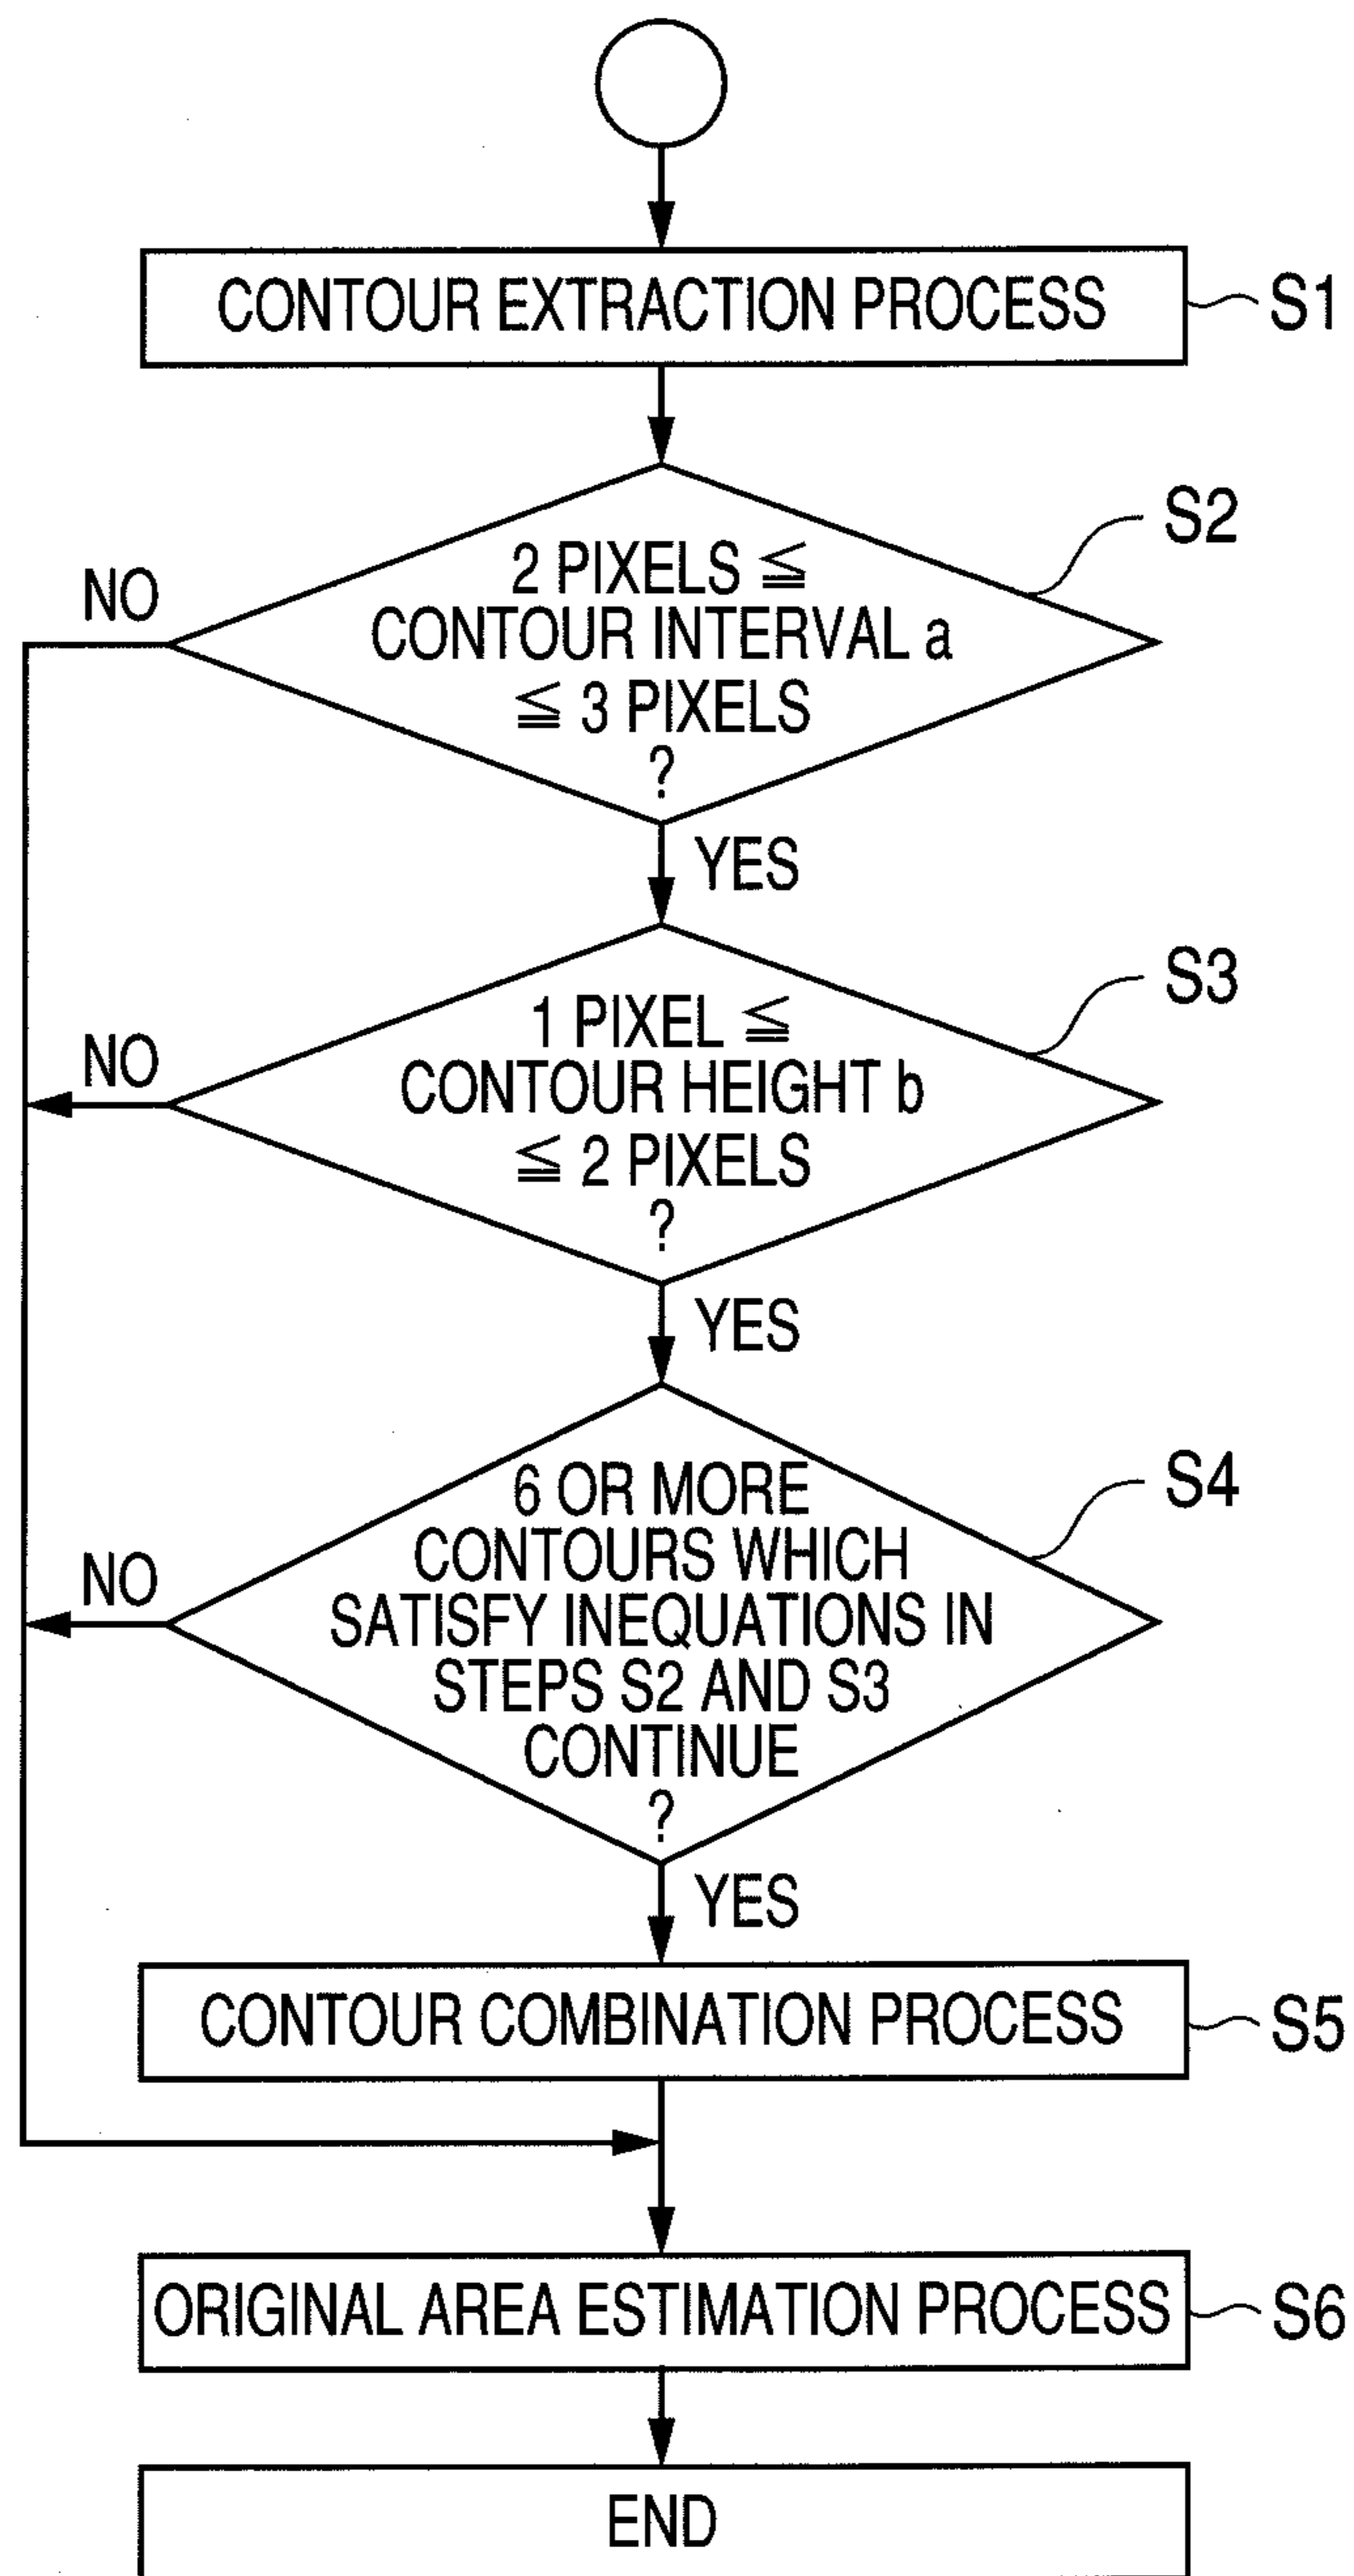 CONTOUR EXTRACTION PROCESS
S1
S2
2 PIXELS ≦
CONTOUR INTERVAL a
≦ 3 PIXELS
?
NO
YES
S3
1 PIXEL ≦
CONTOUR HEIGHT b
≦ 2 PIXELS
?
NO
YES
S4
6 OR MORE
CONTOURS WHICH
SATISFY INEQUATIONS IN
STEPS S2 AND S3
CONTINUE
?
NO
YES
CONTOUR COMBINATION PROCESS
S5
ORIGINAL AREA ESTIMATION PROCESS
S6
END